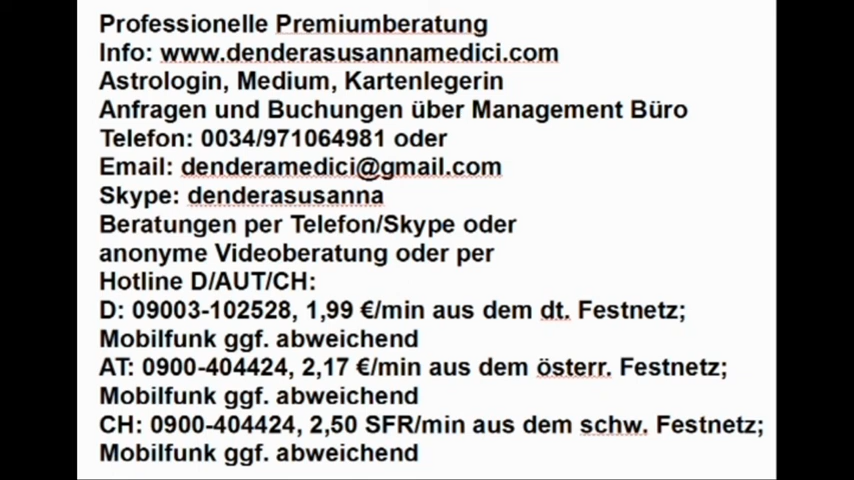 Professionelle Premiumberatung
Info: www.denderasusannamedici.com
Astrologin, Medium, Kartenlegerin
Anfragen und Buchungen über Management Büro
Telefon: 0034/971064981 oder
Email: denderamedici@gmail.com
Skype: denderasusanna
Beratungen per Telefon/Skype oder
anonyme Videoberatung oder per
Hotline D/AUT/CH:
D: 09003-102528, 1,99 €/min aus dem dt. Festnetz;
Mobilfunk ggf. abweichend
AT: 0900-404424, 2,17 €/min aus dem österr. Festnetz;
Mobilfunk ggf. abweichend
CH: 0900-404424, 2,50 SFR/min aus dem schw. Festnetz;
Mobilfunk ggf. abweichend